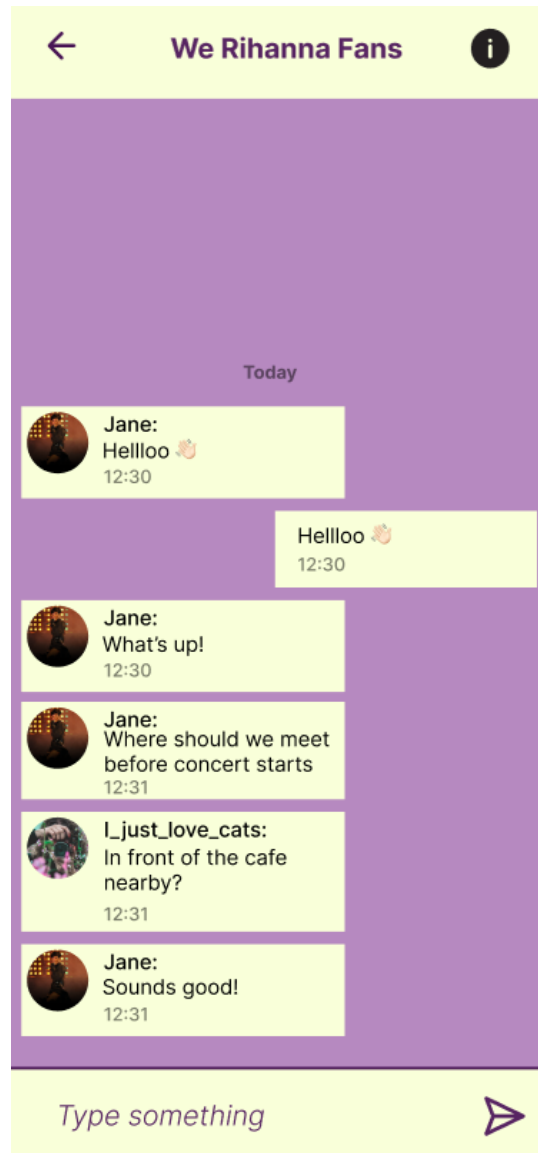 We Rihanna Fans
Today
Jane:
Hellloo 👋🏻
12:30
Hellloo 👋🏻
12:30
Jane:
What's up!
12:30
Jane:
Where should we meet
before concert starts
12:31
I_just_love_cats:
In front of the cafe
nearby?
12:31
Jane:
Sounds good!
12:31
Type something